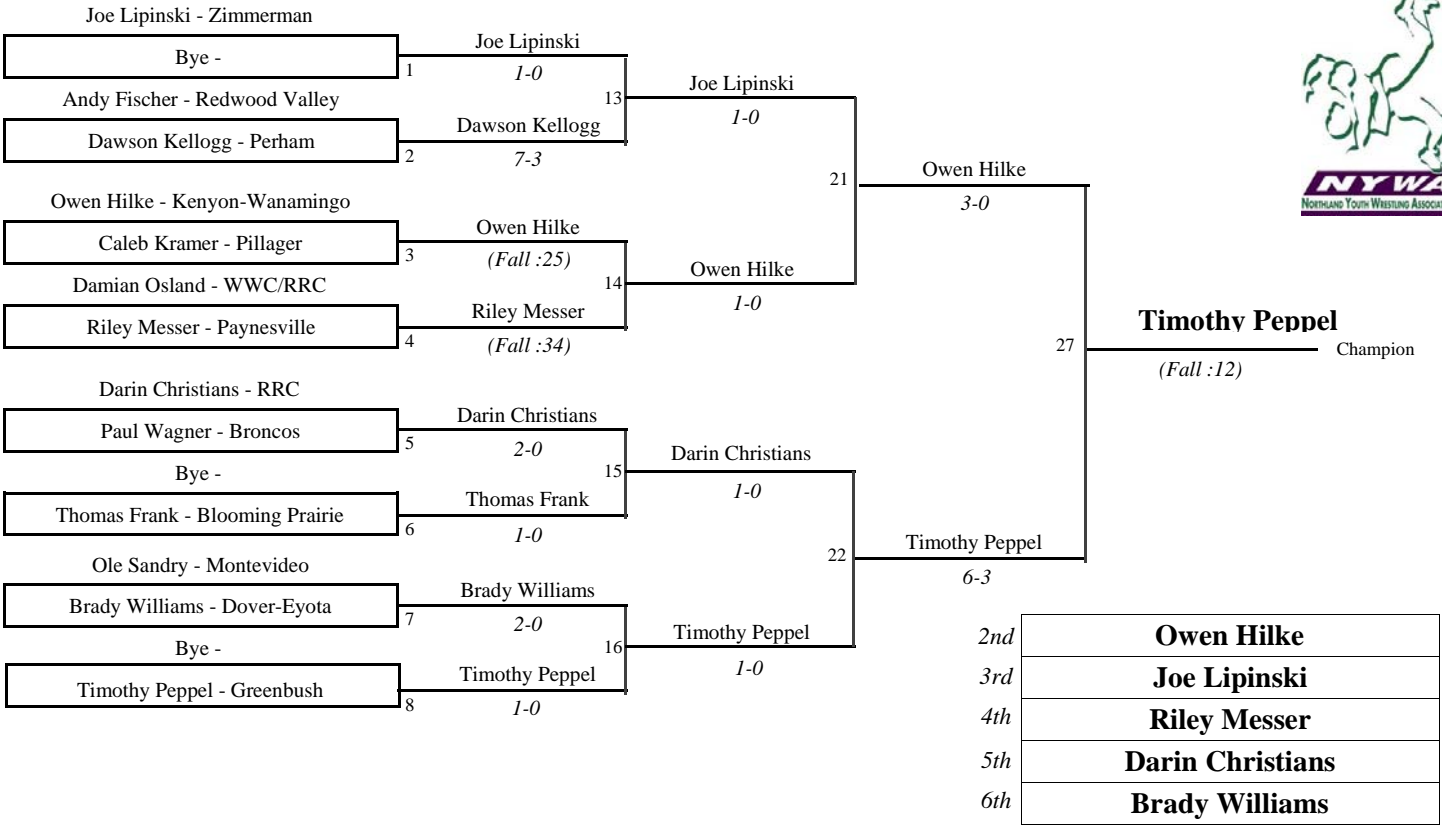 Joe Lipinski - Zimmerman
Bye -
1
Andy Fischer - Redwood Valley
Dawson Kellogg - Perham
2
Owen Hilke - Kenyon-Wanamingo
Caleb Kramer - Pillager
3
Damian Osland - WWC/RRC
Riley Messer - Paynesville
4
Darin Christians - RRC
Paul Wagner - Broncos
5
Bye -
Thomas Frank - Blooming Prairie
6
Ole Sandry - Montevideo
Brady Williams - Dover-Eyota
7
Bye -
Timothy Peppel - Greenbush
8
Joe Lipinski
1-0
13
Dawson Kellogg
7-3
Owen Hilke
(Fall :25)
14
Riley Messer
(Fall :34)
Darin Christians
2-0
15
Thomas Frank
1-0
Brady Williams
2-0
16
Timothy Peppel
1-0
Joe Lipinski
1-0
21
Owen Hilke
1-0
Darin Christians
1-0
22
Timothy Peppel
1-0
Owen Hilke
3-0
27
Timothy Peppel
6-3
Timothy Peppel
Champion
(Fall :12)
NYWA
NORTHLAND YOUTH WRESTLING
2nd Owen Hilke
3rd Joe Lipinski
4th Riley Messer
5th Darin Christians
6th Brady Williams